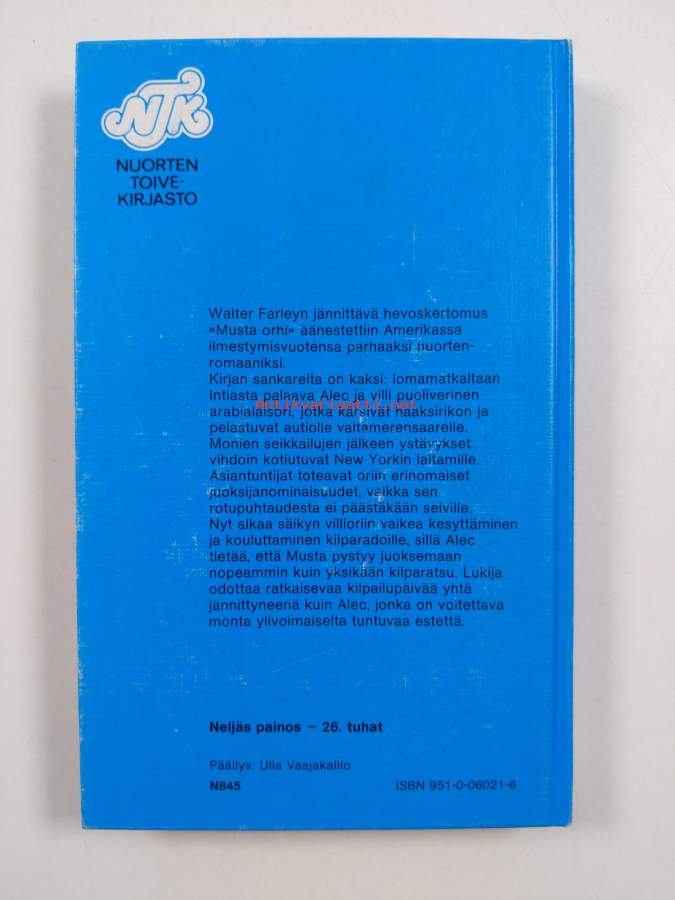 NTK
NUORTEN
TOIVE-
KIRJASTO
Walter Farleyn jännittävä hevoskertomus
»Musta orhi» äänestettiin Amerikassa
ilmestymisvuotensa parhaaksi nuorten-
romaaniksi.
Kirjan sankareita on kaksi: lomamatkaltaan
Intiasta palaava Alec ja villi puoliverinen
Antikvariaatti.net
arabialaisori, jotka kärsivät haaksirikon ja
pelastuvat autiolle valtamerensaarelle.
Monien seikkailujen jälkeen ystävykset
vihdoin kotiutuvat New Yorkin laitamille.
Asiantuntijat toteavat oriin erinomaiset
juoksijanominaisuudet, vaikka sen
rotupuhtaudesta ei päästäkään selville.
Nyt alkaa säikyn villioriin vaikea kesyttäminen
ja kouluttaminen kilparadoille, sillä Alec
tietää, että Musta pystyy juoksemaan
nopeammin kuin yksikään kilparatsu. Lukija
odottaa ratkaisevaa kilpailupäivää yhtä
jännittyneenä kuin Alec, jonka on voitettava
monta ylivoimaiselta tuntuvaa estettä.
Neljäs painos – 26. tuhat
Päällys: Ulla Vaajakallio
N845 ISBN 951-0-06021-6